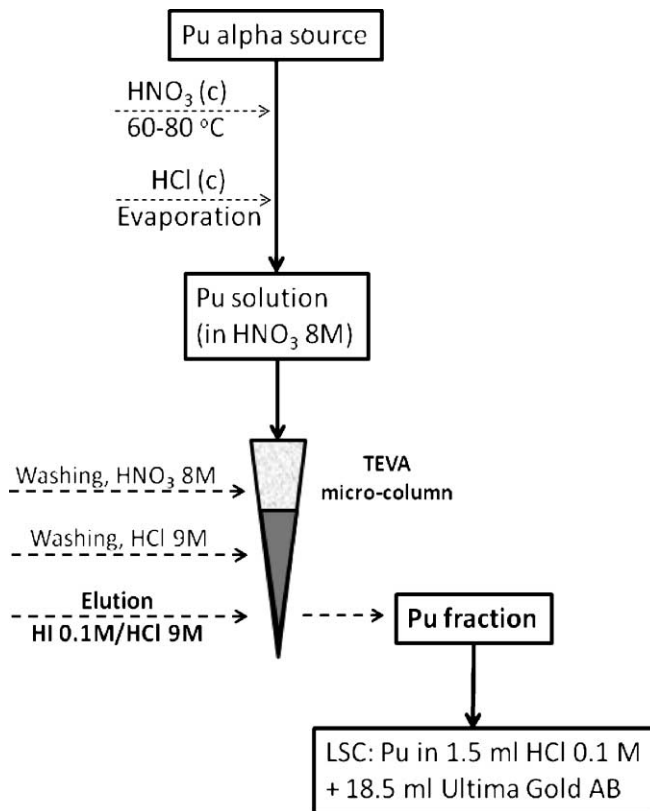 Pu alpha source
HNO₃ (c)
60-80 °C
HCl (c)
Evaporation
Pu solution
(in HNO₃ 8M)
Washing, HNO₃ 8M
TEVA
micro-column
Washing, HCl 9M
Elution
HI 0.1M/HCl 9M
Pu fraction
LSC: Pu in 1.5 ml HCl 0.1 M
+ 18.5 ml Ultima Gold AB